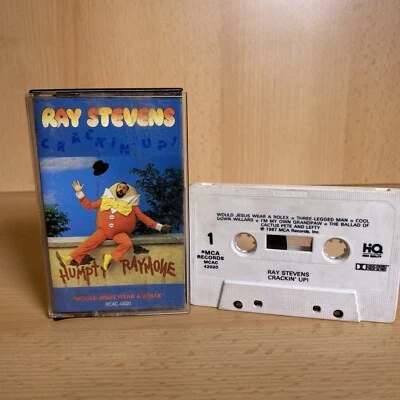 RAY STEVENS
CRACKIN' UP!
HUMPTY RAYMONE
"WOULD JESUS WEAR A ROLEX"
MCAC 42020
WOULD JESUS WEAR A ROLEX • THREE-LEGGED MAN • COOL
DOWN WILLARD • I'M MY OWN GRANDPAW • THE BALLAD OF
CACTUS PETE AND LEFTY
℗ 1987 MCA Records, Inc.
1
MCA
RECORDS
MCAC
42020
HQ
HIGH QUALITY
RAY STEVENS
CRACKIN' UP!